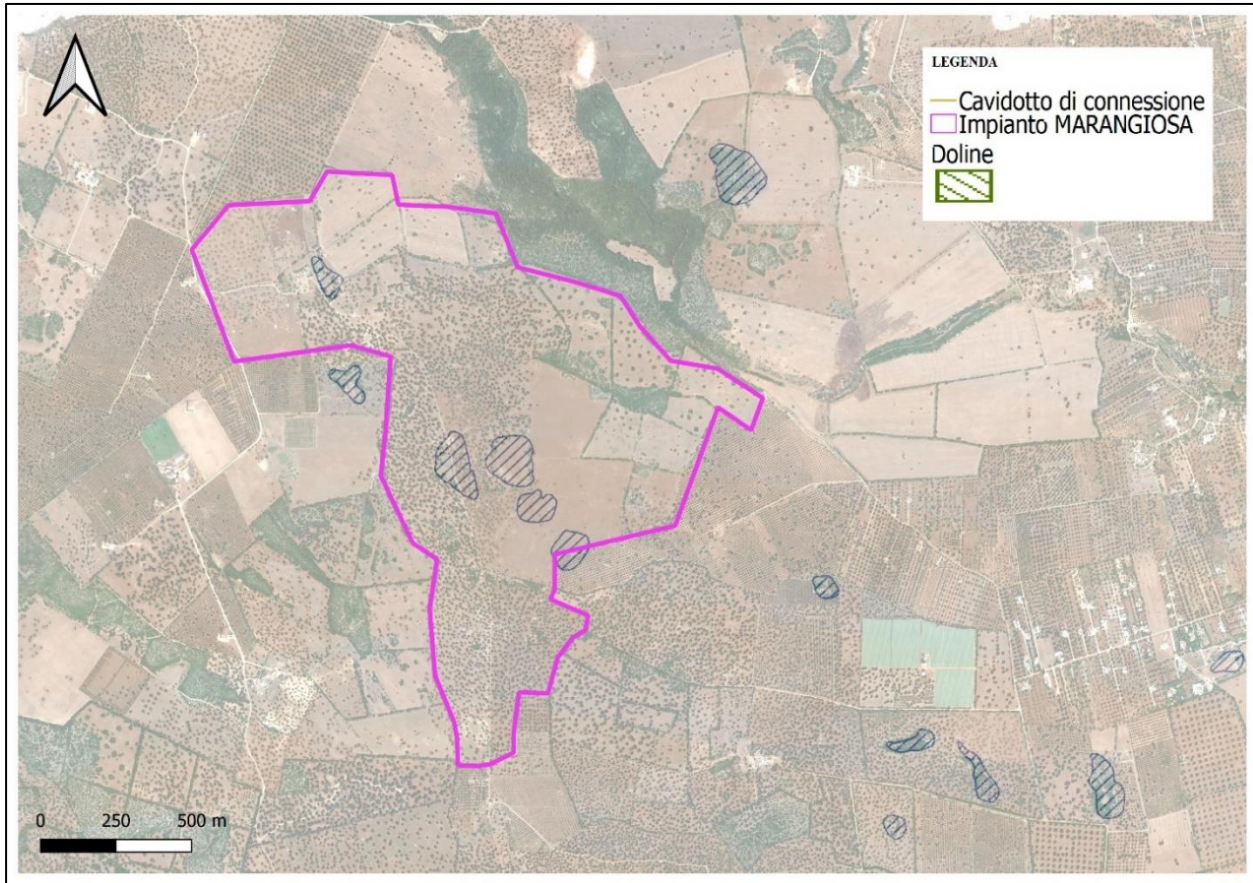 LEGENDA
Cavidotto di connessione
Impianto MARANGIOSA
Doline
0 250 500 m